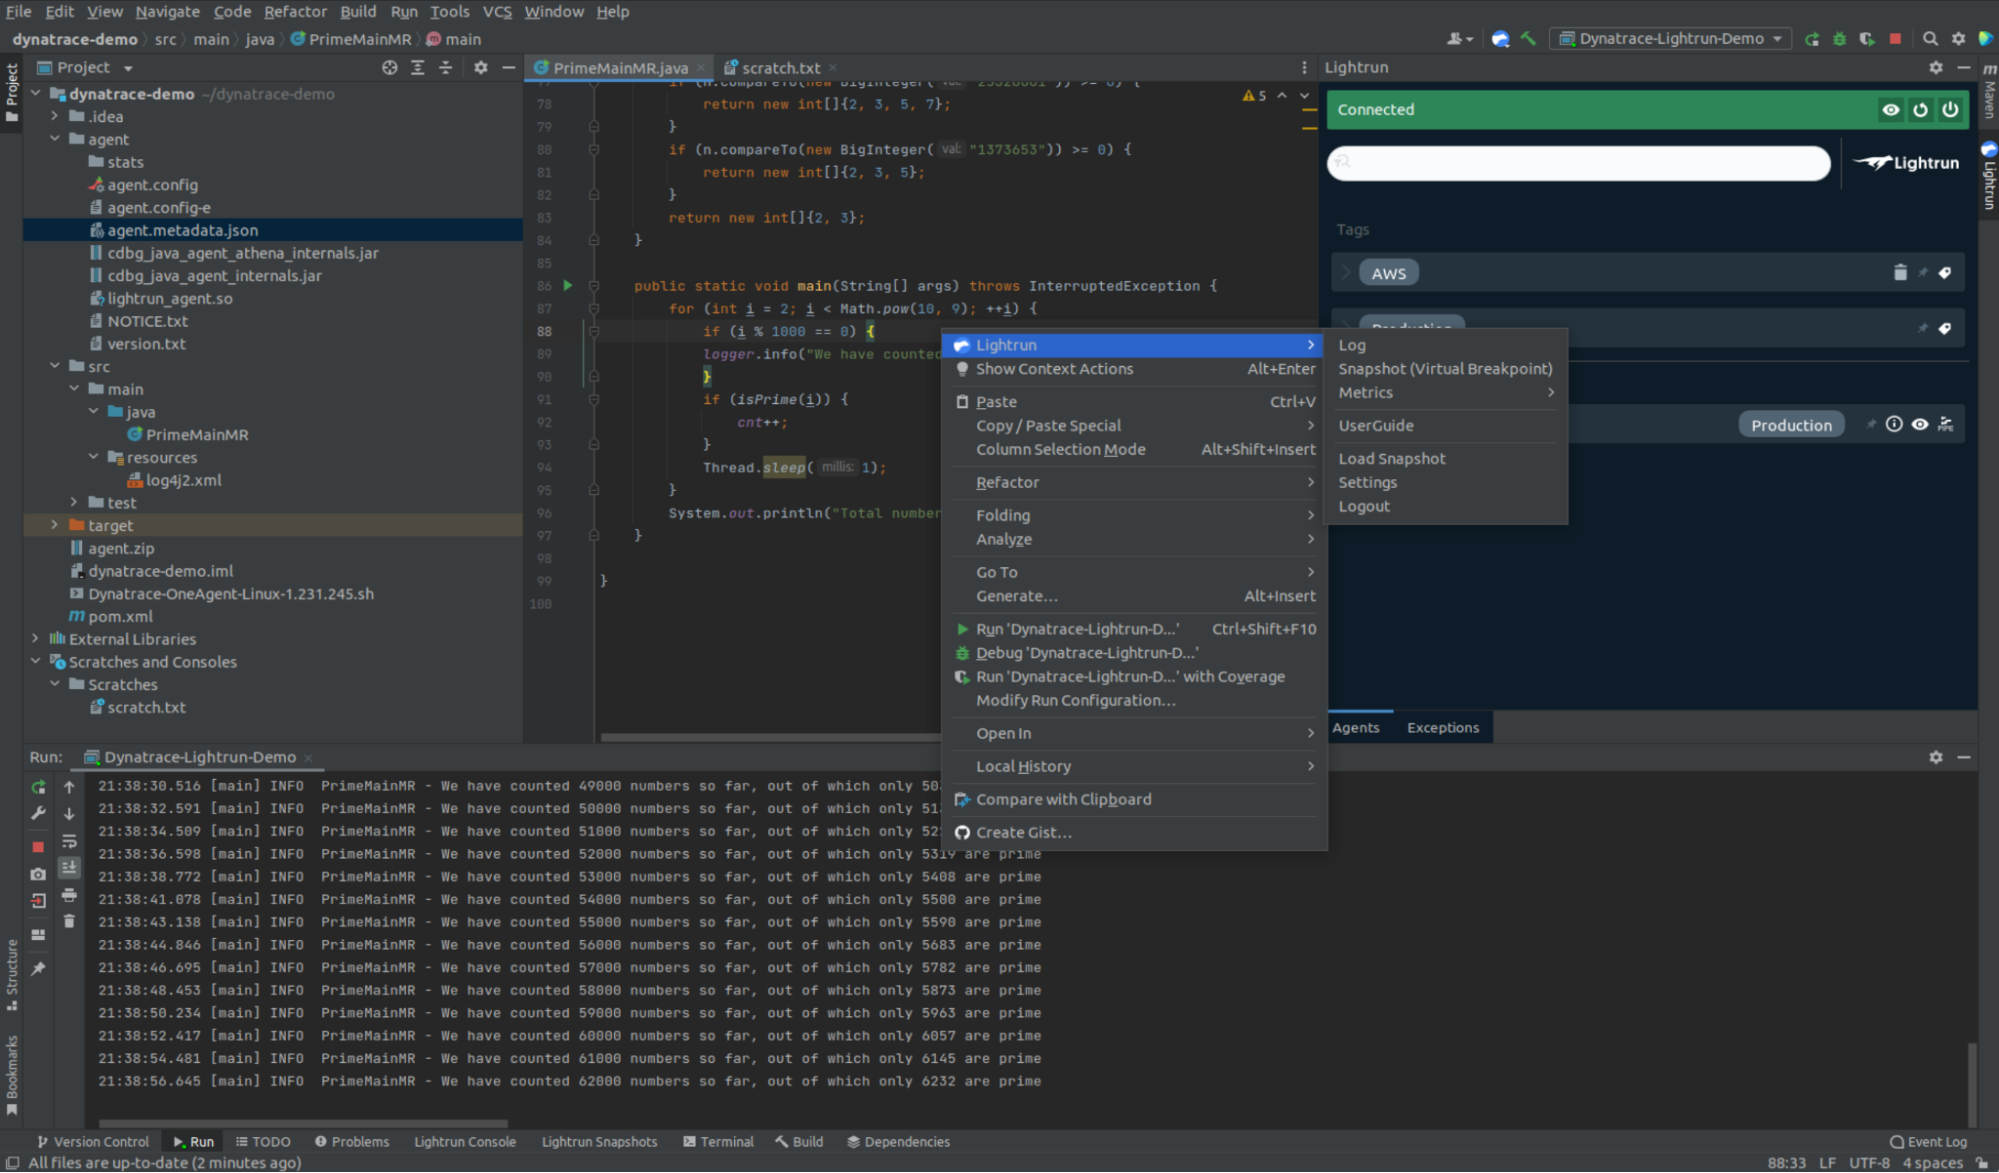 File Edit View Navigate Code Refactor Build Run Tools VCS Window Help
dynatrace-demo src main java PrimeMainMR main
Dynatrace-Lightrun-Demo
Project
PrimeMainMR.java
scratch.txt
Lightrun
Project
dynatrace-demo ~/dynatrace-demo
.idea
agent
stats
agent.config
agent.config-e
agent.metadata.json
cdbg_java_agent_athena_internals.jar
cdbg_java_agent_internals.jar
lightrun_agent.so
NOTICE.txt
version.txt
src
main
java
PrimeMainMR
resources
log4j2.xml
test
target
agent.zip
dynatrace-demo.iml
Dynatrace-OneAgent-Linux-1.231.245.sh
pom.xml
External Libraries
Scratches and Consoles
Scratches
scratch.txt
5
78 return new int[]{2, 3, 5, 7};
79 }
80 if (n.compareTo(new BigInteger( val: "1373653")) >= 0) {
81 return new int[]{2, 3, 5};
82 }
83 return new int[]{2, 3};
84 }
85
86 public static void main(String[] args) throws InterruptedException {
87 for (int i = 2; i < Math.pow(10, 9); ++i) {
88 if (i % 1000 == 0) {
89 logger.info("We have counted
90 }
91 if (isPrime(i)) {
92 cnt++;
93 }
94 Thread.sleep( millis: 1);
95 }
96 System.out.println("Total number
97 }
98
99 }
100
Lightrun
Show Context Actions Alt+Enter
Paste Ctrl+V
Copy / Paste Special
Column Selection Mode Alt+Shift+Insert
Refactor
Folding
Analyze
Go To
Generate... Alt+Insert
Run 'Dynatrace-Lightrun-D...' Ctrl+Shift+F10
Debug 'Dynatrace-Lightrun-D...'
Run 'Dynatrace-Lightrun-D...' with Coverage
Modify Run Configuration...
Open In
Local History
Compare with Clipboard
Create Gist...
Log
Snapshot (Virtual Breakpoint)
Metrics
UserGuide
Load Snapshot
Settings
Logout
Connected
Lightrun
Tags
AWS
Production
Production
PIPE
Agents
Exceptions
m
Maven
Lightrun
Run: Dynatrace-Lightrun-Demo
21:38:30.516 [main] INFO PrimeMainMR - We have counted 49000 numbers so far, out of which only
21:38:32.591 [main] INFO PrimeMainMR - We have counted 50000 numbers so far, out of which only
21:38:34.509 [main] INFO PrimeMainMR - We have counted 51000 numbers so far, out of which only
21:38:36.598 [main] INFO PrimeMainMR - We have counted 52000 numbers so far, out of which only 5319 are prime
21:38:38.772 [main] INFO PrimeMainMR - We have counted 53000 numbers so far, out of which only 5408 are prime
21:38:41.078 [main] INFO PrimeMainMR - We have counted 54000 numbers so far, out of which only 5500 are prime
21:38:43.138 [main] INFO PrimeMainMR - We have counted 55000 numbers so far, out of which only 5590 are prime
21:38:44.846 [main] INFO PrimeMainMR - We have counted 56000 numbers so far, out of which only 5683 are prime
21:38:46.695 [main] INFO PrimeMainMR - We have counted 57000 numbers so far, out of which only 5782 are prime
21:38:48.453 [main] INFO PrimeMainMR - We have counted 58000 numbers so far, out of which only 5873 are prime
21:38:50.234 [main] INFO PrimeMainMR - We have counted 59000 numbers so far, out of which only 5963 are prime
21:38:52.417 [main] INFO PrimeMainMR - We have counted 60000 numbers so far, out of which only 6057 are prime
21:38:54.481 [main] INFO PrimeMainMR - We have counted 61000 numbers so far, out of which only 6145 are prime
21:38:56.645 [main] INFO PrimeMainMR - We have counted 62000 numbers so far, out of which only 6232 are prime
Structure
Bookmarks
Version Control Run TODO Problems Lightrun Console Lightrun Snapshots Terminal Build Dependencies Event Log
All files are up-to-date (2 minutes ago) 88:33 LF UTF-8 4 spaces